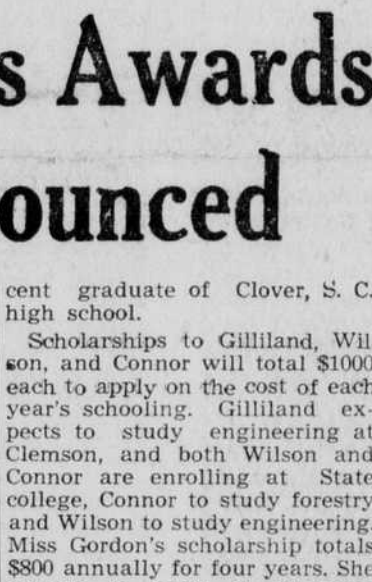 s Awards
ounced
cent graduate of Clover, S. C.
high school.
Scholarships to Gilliland, Wil
son, and Connor will total $1000
each to apply on the cost of each
year's schooling. Gilliland ex-
pects to study engineering at
Clemson, and both Wilson and
Connor are enrolling at State
college, Connor to study forestry
and Wilson to study engineering.
Miss Gordon's scholarship totals
$800 annually for four years. She